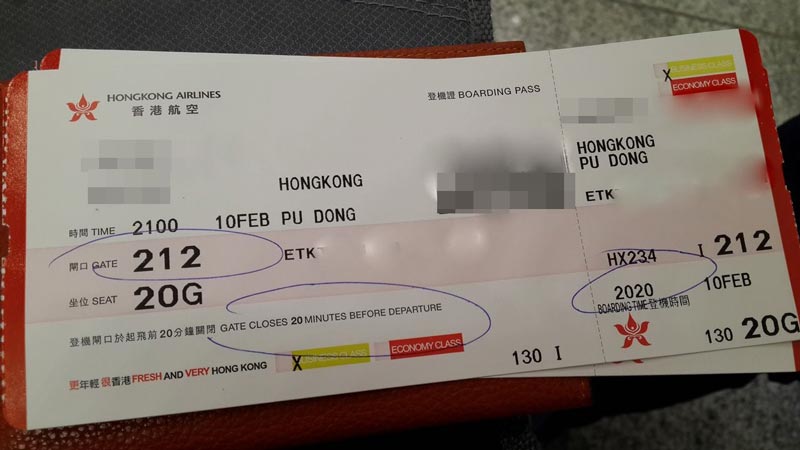 HONGKONG AIRLINES
香港航空
登機證 BOARDING PASS
HONGKONG
時間 TIME 2100 10FEB PU DONG
閘口 GATE 212 ETK
坐位 SEAT 20G
登機閘口於起飛前20分鐘關閉 GATE CLOSES 20 MINUTES BEFORE DEPARTURE
更年輕 很香港 FRESH AND VERY HONG KONG
X BUSINESS CLASS ECONOMY CLASS
130 I
X BUSINESS CLASS
ECONOMY CLASS
HONGKONG
PU DONG
ETK
HX234 I 212
2020 10FEB
BOARDING TIME 登機時間
130 20G